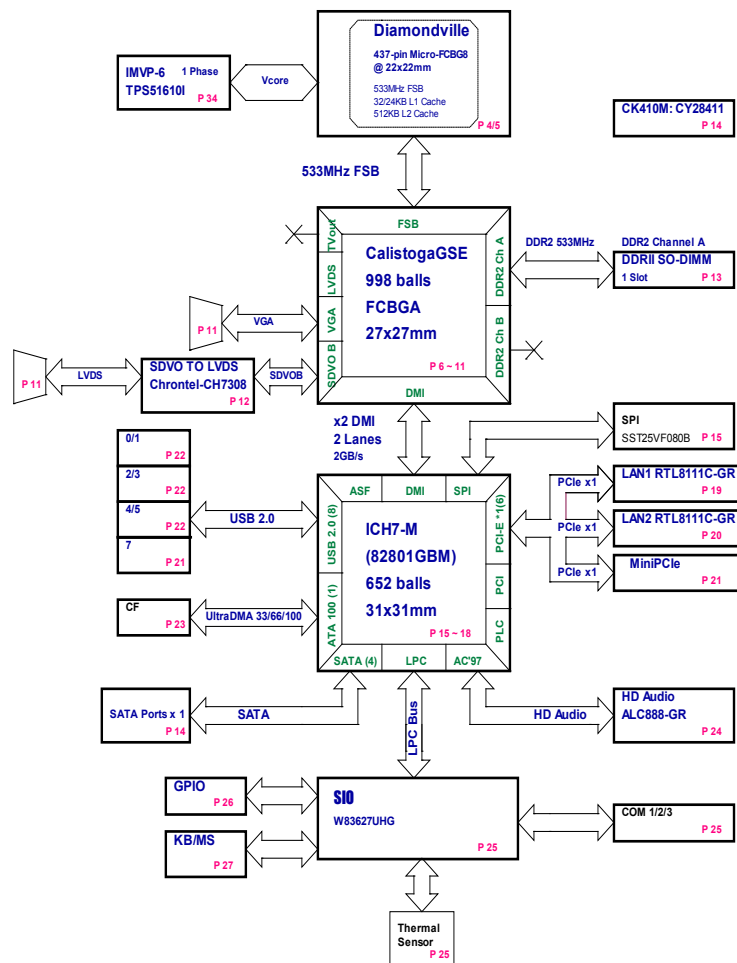 Diamondville
437-pin Micro-FCBG8
@ 22x22mm
533MHz FSB
32/24KB L1 Cache
512KB L2 Cache
P 4/5
IMVP-6 1 Phase
TPS51610I
P 34
Vcore
CK410M: CY28411
P 14
533MHz FSB
FSB
TVout
LVDS
VGA
SDVO B
CalistogaGSE
998 balls
FCBGA
27x27mm
P 6 ~ 11
DDR2 Ch A
DDR2 Ch B
DMI
DDR2 533MHz
DDR2 Channel A
DDRII SO-DIMM
1 Slot
P 13
P 11
VGA
P 11
LVDS
SDVO TO LVDS
Chrontel-CH7308
P 12
SDVOB
x2 DMI
2 Lanes
2GB/s
SPI
SST25VF080B
P 15
0/1
P 22
2/3
P 22
4/5
P 22
7
P 21
USB 2.0
ASF
DMI
SPI
USB 2.0 (8)
ATA 100 (1)
ICH7-M
(82801GBM)
652 balls
31x31mm
P 15 ~ 18
PCI-E *1(6)
PCI
PLC
SATA (4)
LPC
AC'97
PCIe x1
LAN1 RTL8111C-GR
P 19
PCIe x1
LAN2 RTL8111C-GR
P 20
PCIe x1
MiniPCIe
P 21
CF
P 23
UltraDMA 33/66/100
SATA Ports x 1
P 14
SATA
LPC Bus
HD Audio
HD Audio
ALC888-GR
P 24
GPIO
P 26
KB/MS
P 27
SIO
W83627UHG
P 25
COM 1/2/3
P 25
Thermal
Sensor
P 25